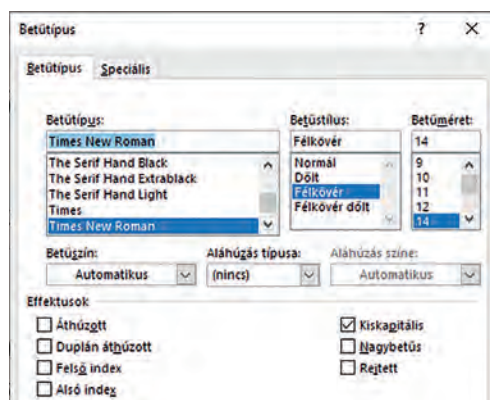 Betűtípus ? ×
Betűtípus Speciális
Betűtípus: Betűstílus: Betűméret:
Times New Roman Félkövér 14
The Serif Hand Black Normál 9
The Serif Hand Extrablack Dőlt 10
The Serif Hand Light Félkövér 11
Times Félkövér dőlt 12
Times New Roman 14
Betűszín: Aláhúzás típusa: Aláhúzás színe:
Automatikus (nincs) Automatikus
Effektusok
Áthúzott Kiskapitális
Duplán áthúzott Nagybetűs
Felső index Rejtett
Alsó index